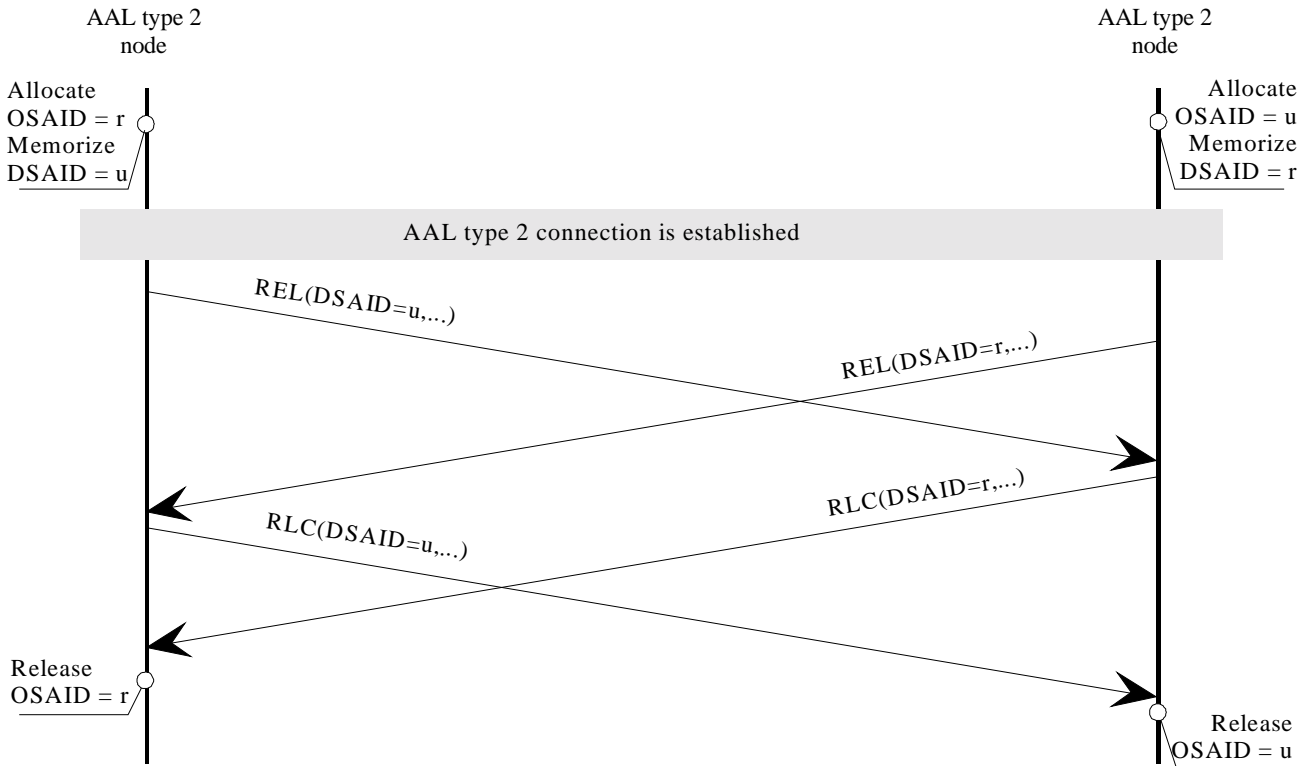 AAL type 2
node
AAL type 2
node
Allocate
OSAID = r
Memorize
DSAID = u
Allocate
OSAID = u
Memorize
DSAID = r
AAL type 2 connection is established
REL(DSAID=u,...)
REL(DSAID=r,...)
RLC(DSAID=r,...)
RLC(DSAID=u,...)
Release
OSAID = r
Release
OSAID = u